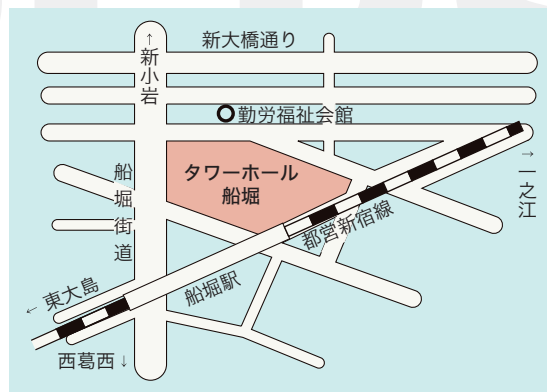 新大橋通り
↑
新小岩
勤労福祉会館
タワーホール
船堀
船堀街道
→
一之江
都営新宿線
船堀駅
← 東大島
西葛西 ↓